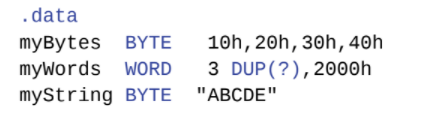 .data
myBytes BYTE 10h,20h,30h,40h
myWords WORD 3 DUP(?),2000h
myString BYTE "ABCDE"